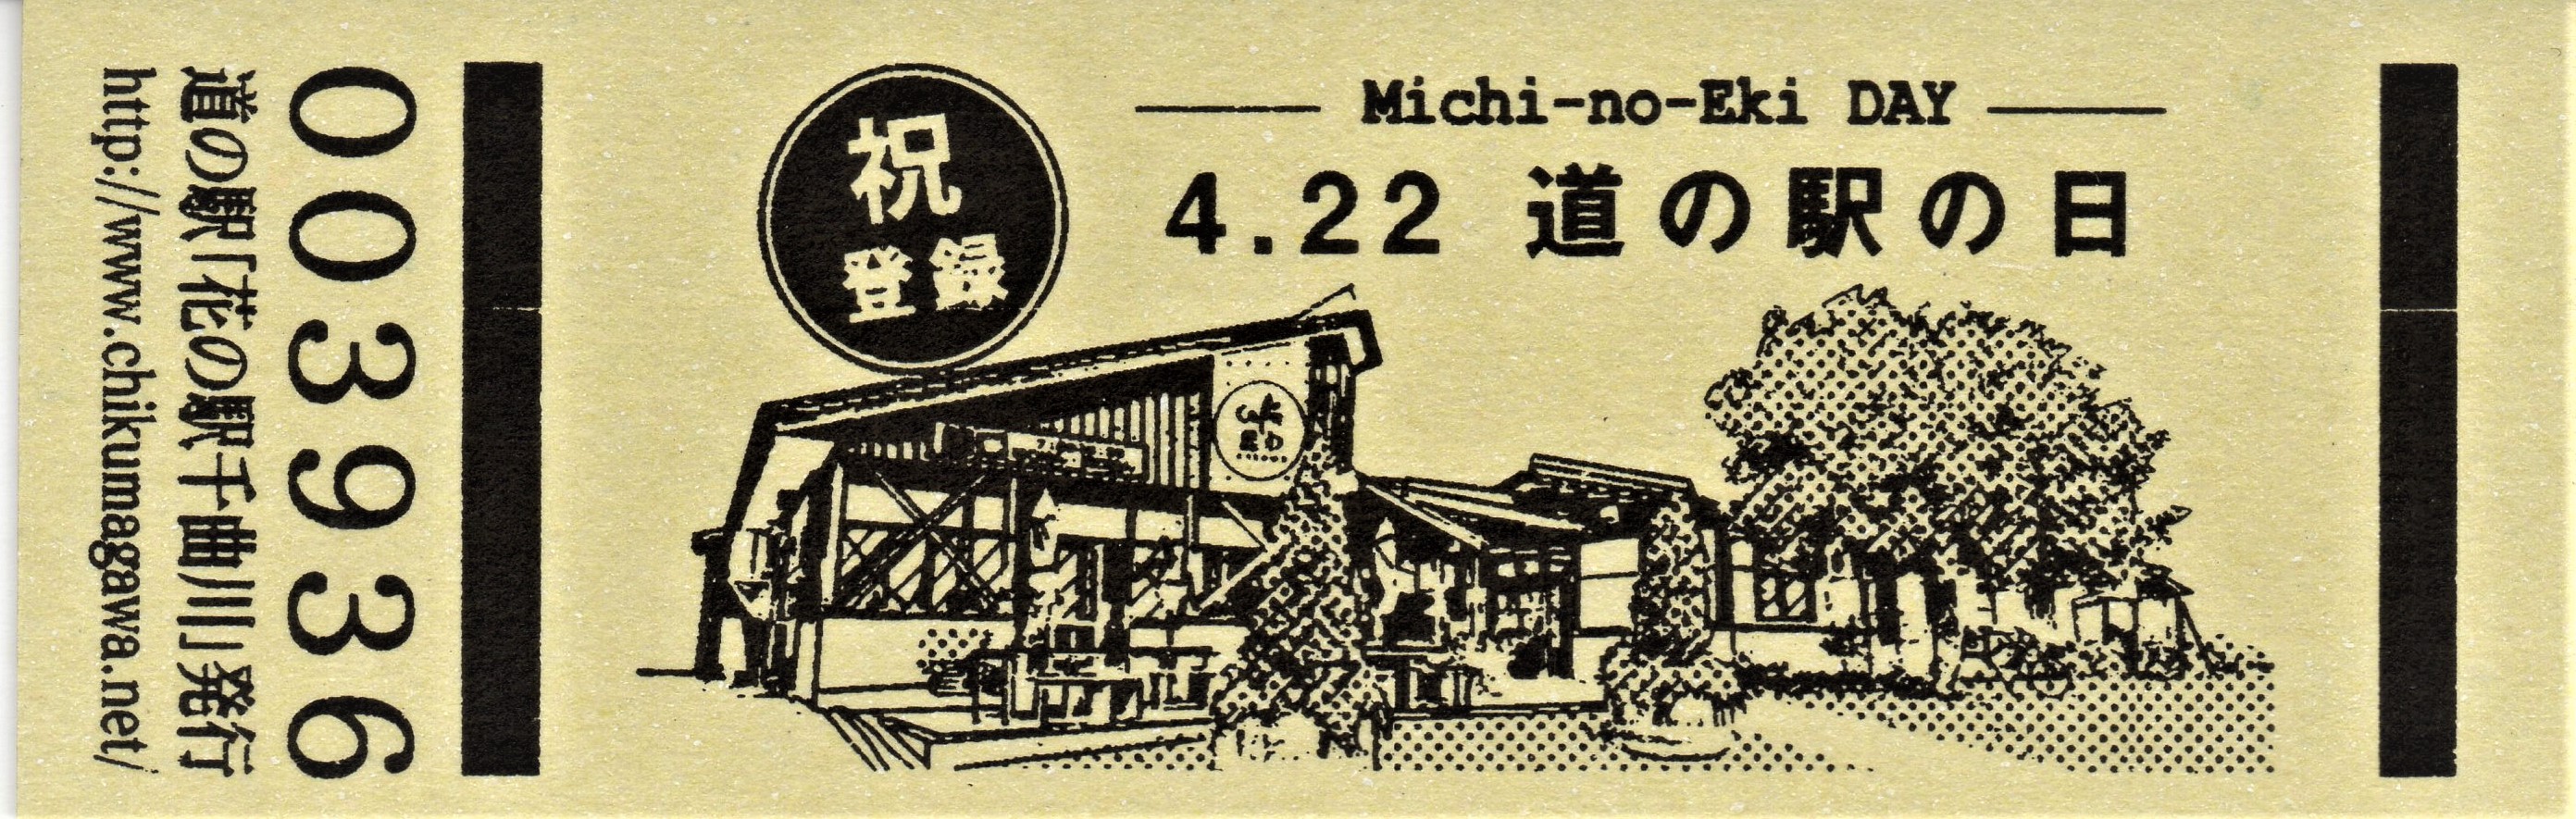 Michi-no-Eki DAY
4.22 道の駅の日
祝
登録
003936
道の駅「花の駅千曲川」発行
http://www.chikumagawa.net/